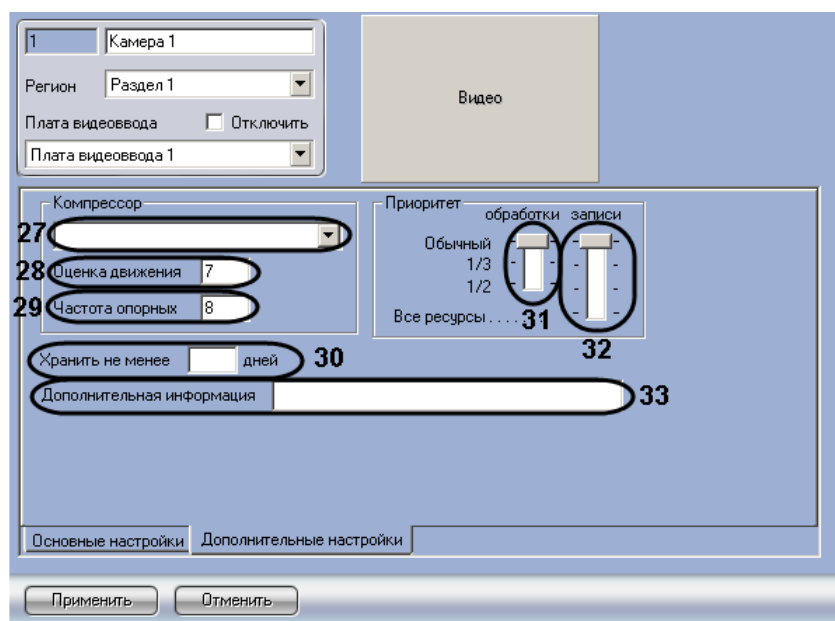 1 Камера 1
Регион Раздел 1
Плата видеоввода Отключить
Плата видеоввода 1
Видео
Компрессор
27
28 Оценка движения 7
29 Частота опорных 8
Приоритет
обработки записи
Обычный
1/3
1/2
Все ресурсы . . . .
31
32
Хранить не менее дней 30
Дополнительная информация 33
Основные настройки Дополнительные настройки
Применить Отменить